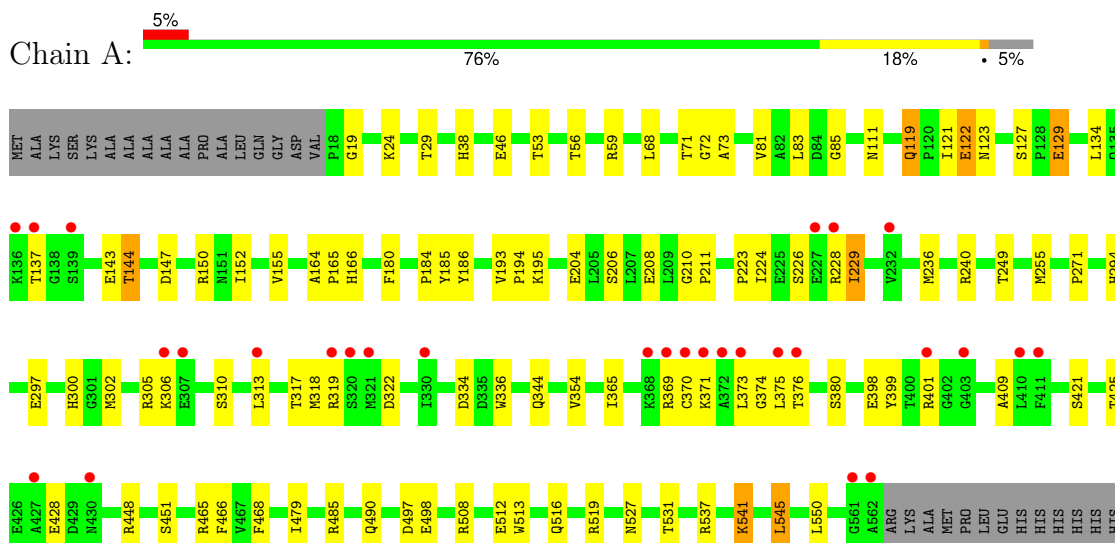 5%
Chain A:
76% 18% • 5%
MET ALA LYS SER LYS ALA ALA ALA ALA ALA ALA PRO ALA LEU GLN GLY ASP VAL P18 G19 K24 T29 H38 E46 T53 T56 R59 L68 T71 G72 A73 V81 A82 L83 D84 G85 N111 Q119 P120 I121 E122 N123 S127 P128 E129 L134 Q135
K136 T137 G138 S139 E143 T144 D147 R150 N151 I152 V155 A164 P165 H166 F180 P184 Y185 Y186 V193 P194 K195 E204 L205 S206 L207 E208 L209 G210 P211 P223 I224 E225 S226 E227 R228 I229 V232 M236 R240 T249 M255 P271 H294
E297 H300 G301 M302 R305 K306 E307 S310 L313 T317 M318 R319 S320 M321 D322 I330 D334 D335 W336 Q344 V354 I365 K368 R369 C370 K371 A372 L373 G374 L375 T376 S380 E398 Y399 T400 R401 G402 G403 A409 L410 F411 S421 T425
E426 A427 E428 D429 N430 R448 S451 R465 F466 V467 F468 I479 R485 Q490 D497 E498 R508 E512 W513 Q516 R519 N527 T531 R537 K541 L545 L550 G561 A562 ARG LYS ALA MET PRO LEU GLU HIS HIS HIS HIS HIS HIS